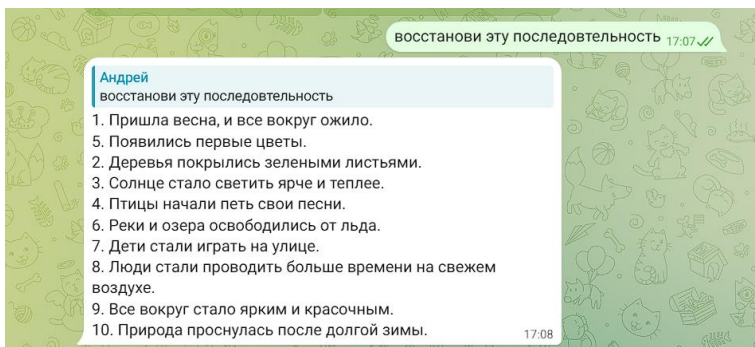 восстанови эту последовтельность 17:07
Андрей
восстанови эту последовтельность
1. Пришла весна, и все вокруг ожило.
5. Появились первые цветы.
2. Деревья покрылись зелеными листьями.
3. Солнце стало светить ярче и теплее.
4. Птицы начали петь свои песни.
6. Реки и озера освободились от льда.
7. Дети стали играть на улице.
8. Люди стали проводить больше времени на свежем
воздухе.
9. Все вокруг стало ярким и красочным.
10. Природа проснулась после долгой зимы. 17:08